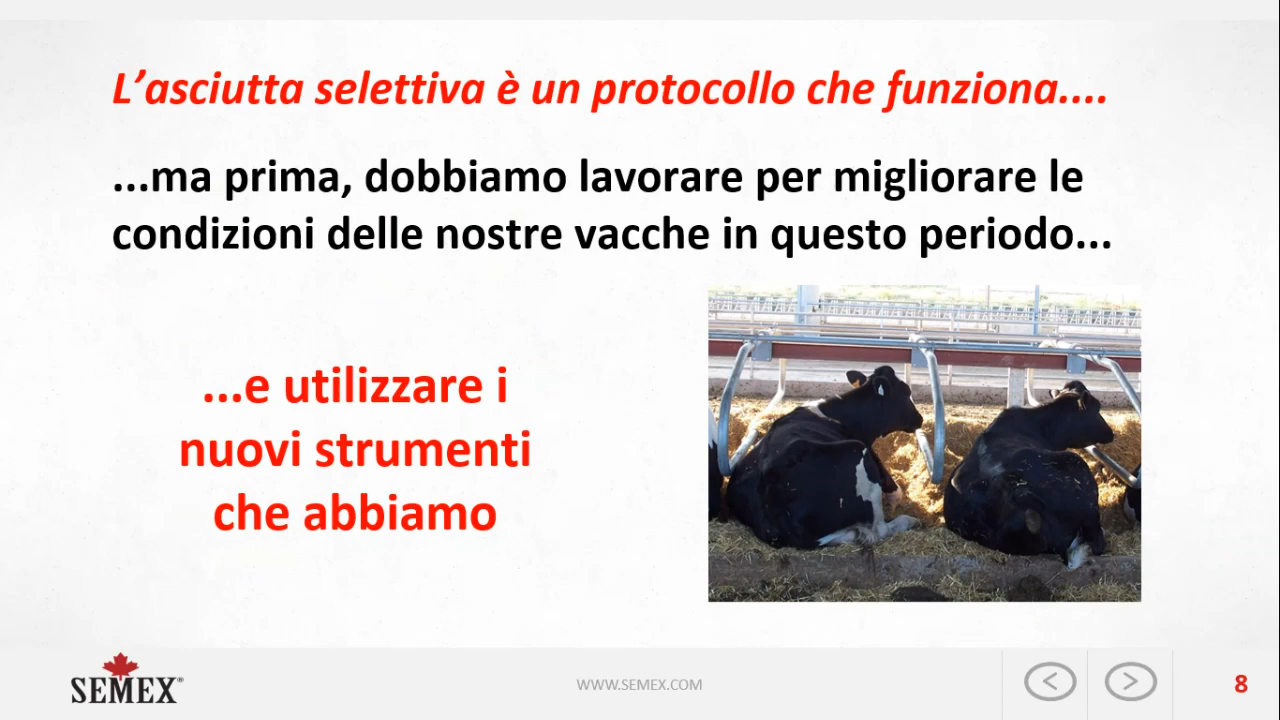 L’asciutta selettiva è un protocollo che funziona....
...ma prima, dobbiamo lavorare per migliorare le
condizioni delle nostre vacche in questo periodo...
...e utilizzare i
nuovi strumenti
che abbiamo
SEMEX®
WWW.SEMEX.COM
8